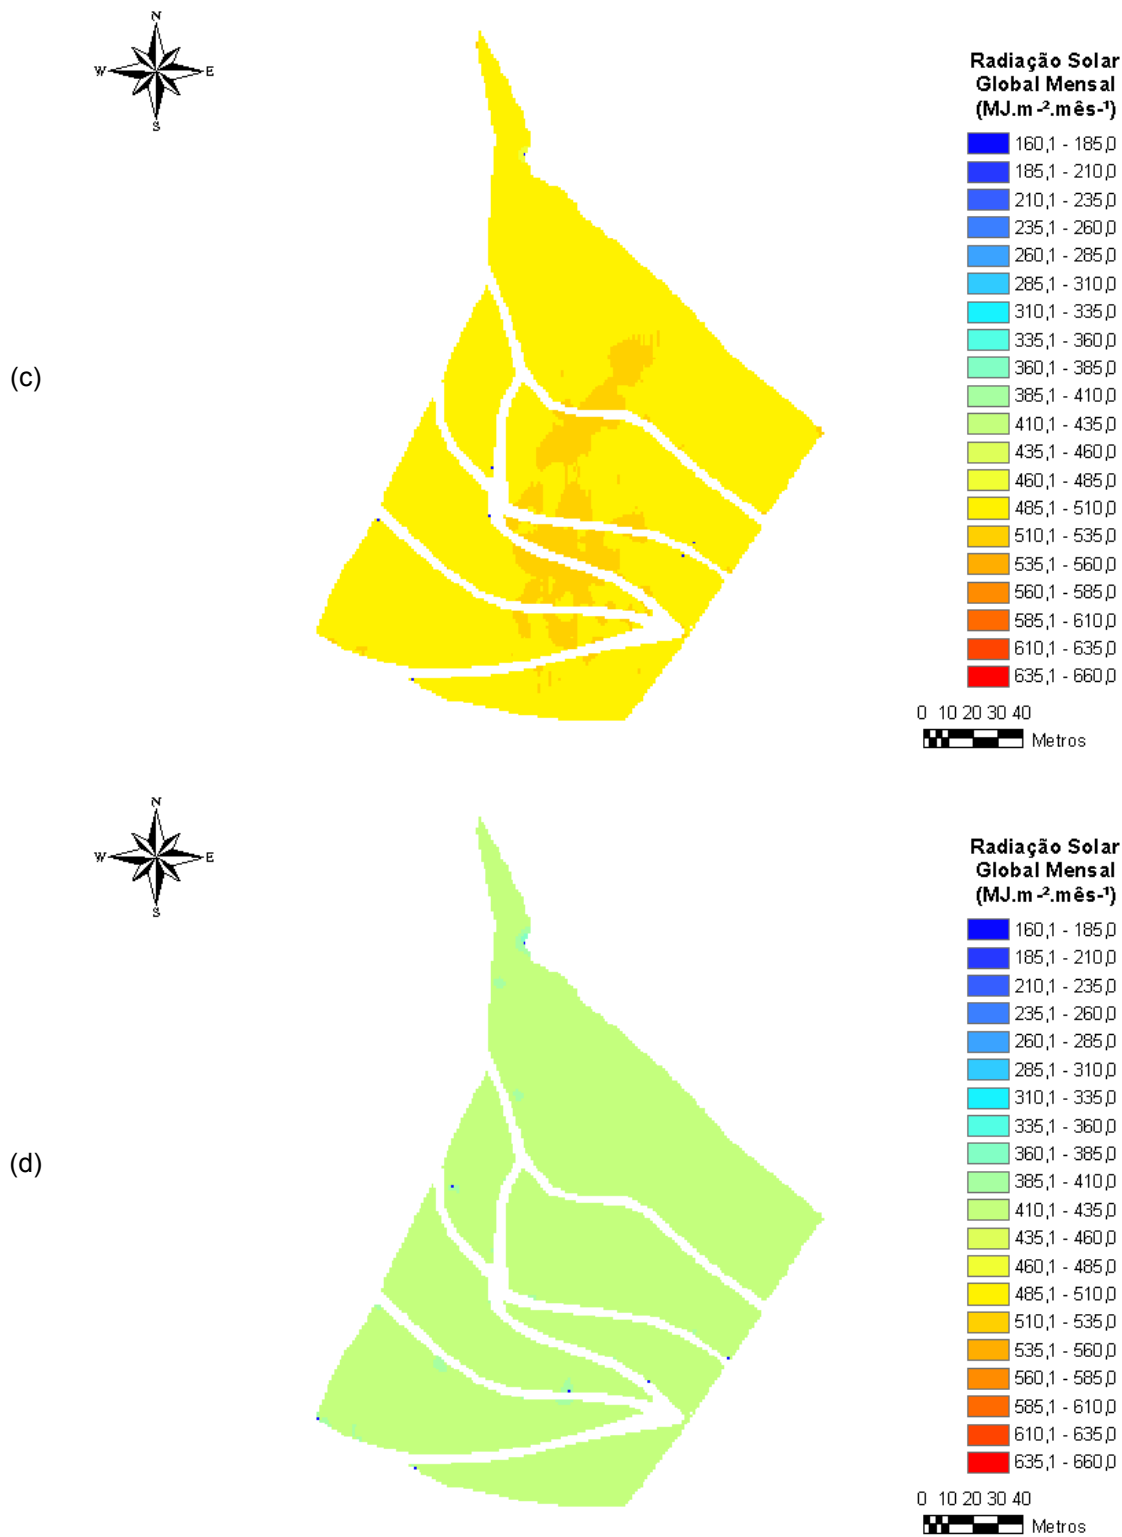 N
W E
S
Radiação Solar
Global Mensal
(MJ.m-².mês-¹)
160,1 - 185,0
185,1 - 210,0
210,1 - 235,0
235,1 - 260,0
260,1 - 285,0
285,1 - 310,0
310,1 - 335,0
335,1 - 360,0
360,1 - 385,0
385,1 - 410,0
410,1 - 435,0
435,1 - 460,0
460,1 - 485,0
485,1 - 510,0
510,1 - 535,0
535,1 - 560,0
560,1 - 585,0
585,1 - 610,0
610,1 - 635,0
635,1 - 660,0
(c)
0 10 20 30 40
Metros
N
W E
S
Radiação Solar
Global Mensal
(MJ.m-².mês-¹)
160,1 - 185,0
185,1 - 210,0
210,1 - 235,0
235,1 - 260,0
260,1 - 285,0
285,1 - 310,0
310,1 - 335,0
335,1 - 360,0
360,1 - 385,0
385,1 - 410,0
410,1 - 435,0
435,1 - 460,0
460,1 - 485,0
485,1 - 510,0
510,1 - 535,0
535,1 - 560,0
560,1 - 585,0
585,1 - 610,0
610,1 - 635,0
635,1 - 660,0
(d)
0 10 20 30 40
Metros